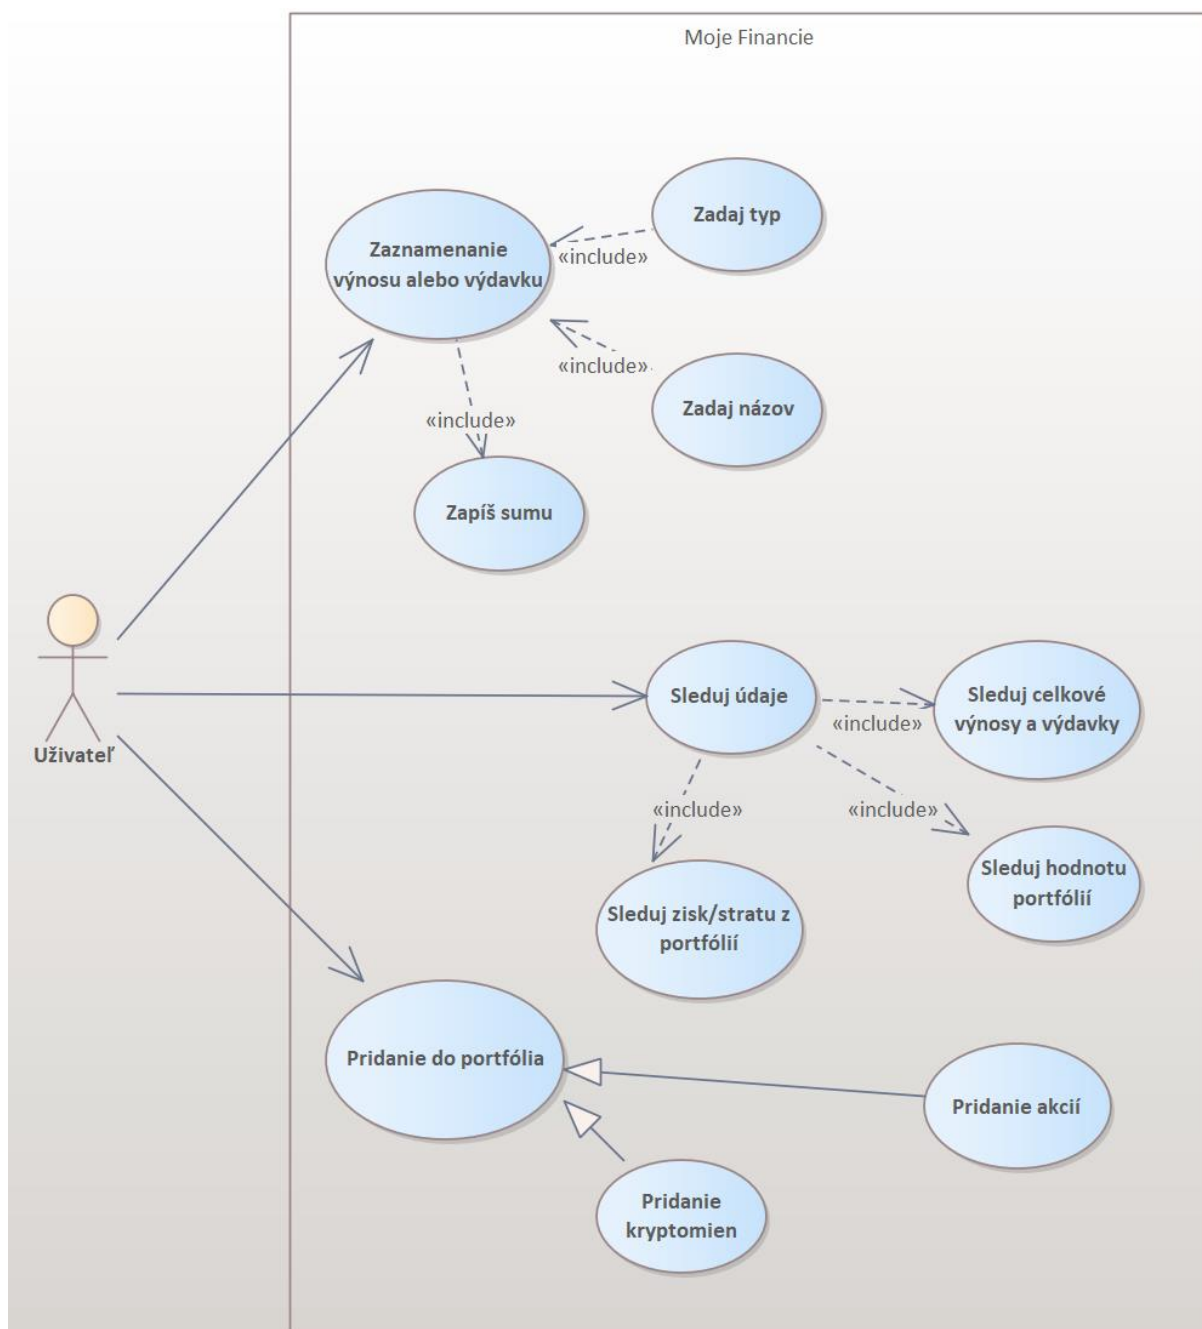 Moje Financie
Zadaj typ
Zaznamenanie
výnosu alebo výdavku
«include»
«include»
Zadaj názov
«include»
Zapíš sumu
Uživateľ
Sleduj údaje
Sleduj celkové
výnosy a výdavky
«include»
«include»
«include»
Sleduj hodnotu
portfólií
Sleduj zisk/stratu z
portfólií
Pridanie do portfólia
Pridanie akcií
Pridanie
kryptomien